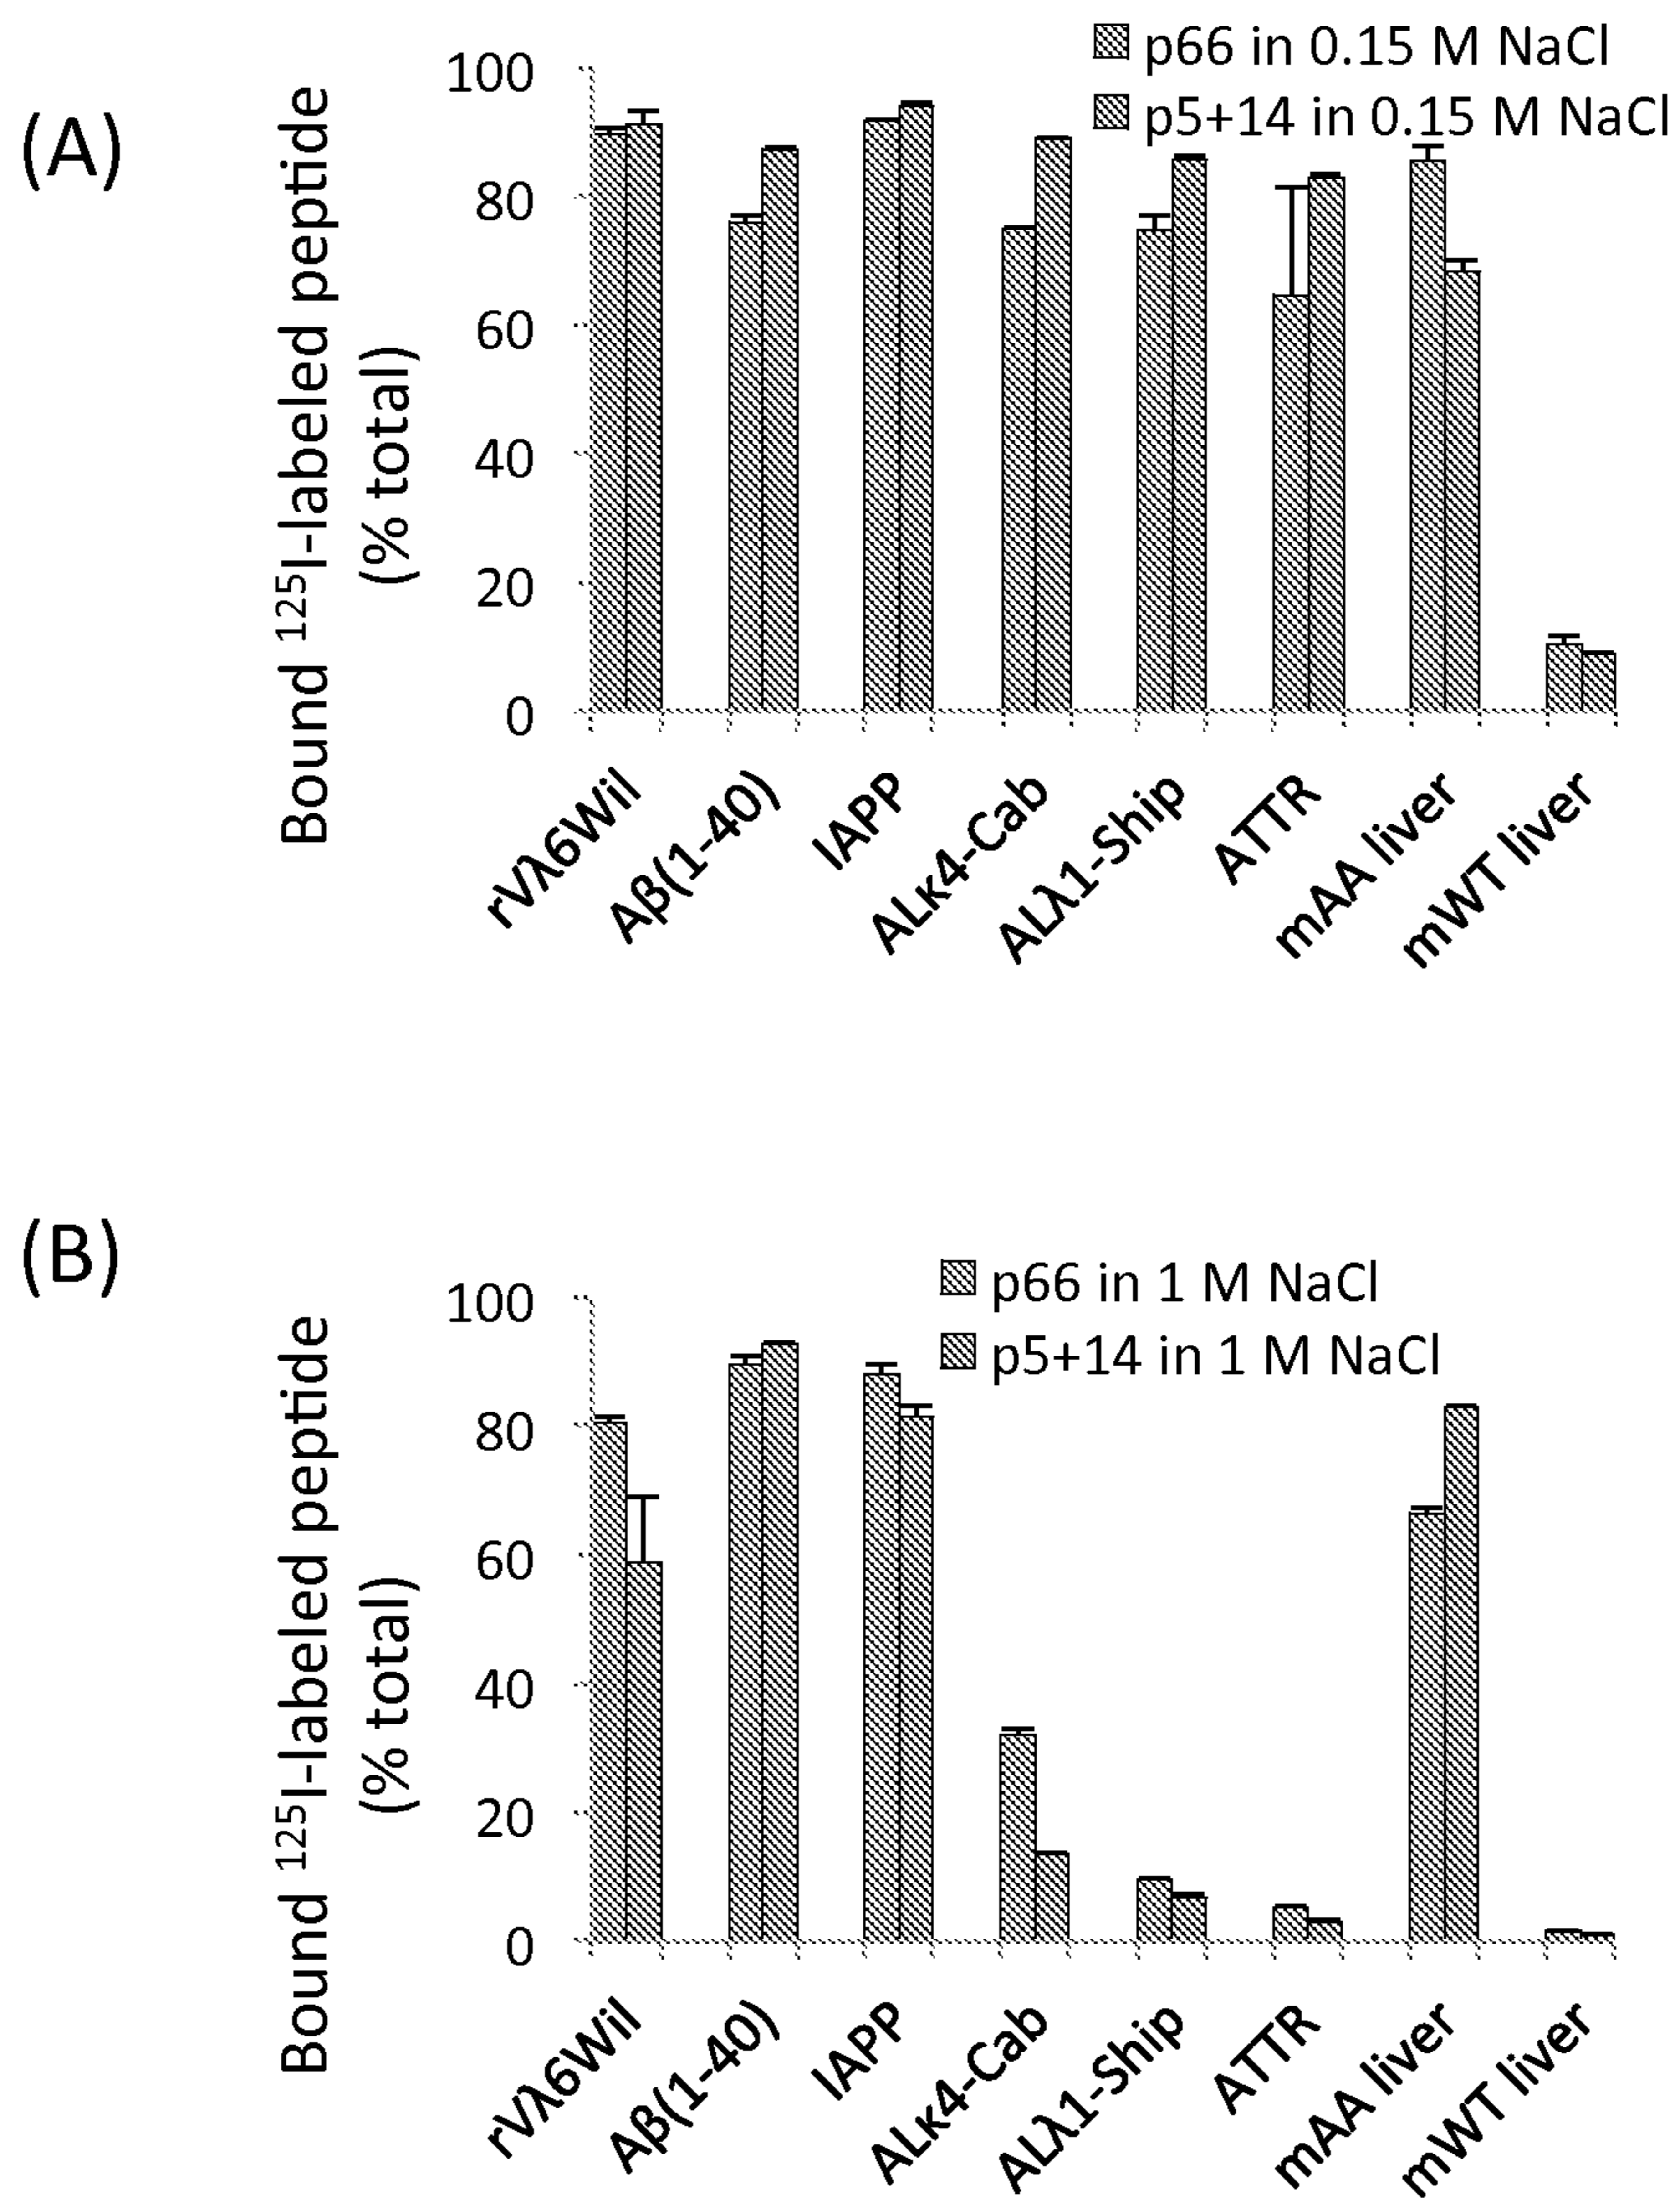 (A)
p66 in 0.15 M NaCl
p5+14 in 0.15 M NaCl
Bound ¹²⁵I-labeled peptide
(% total)
100
80
60
40
20
0
rVλ6Wil
Aβ(1-40)
IAPP
ALκ4-Cab
ALλ1-Ship
ATTR
mAA liver
mWT liver
(B)
p66 in 1 M NaCl
p5+14 in 1 M NaCl
Bound ¹²⁵I-labeled peptide
(% total)
100
80
60
40
20
0
rVλ6Wil
Aβ(1-40)
IAPP
ALκ4-Cab
ALλ1-Ship
ATTR
mAA liver
mWT liver